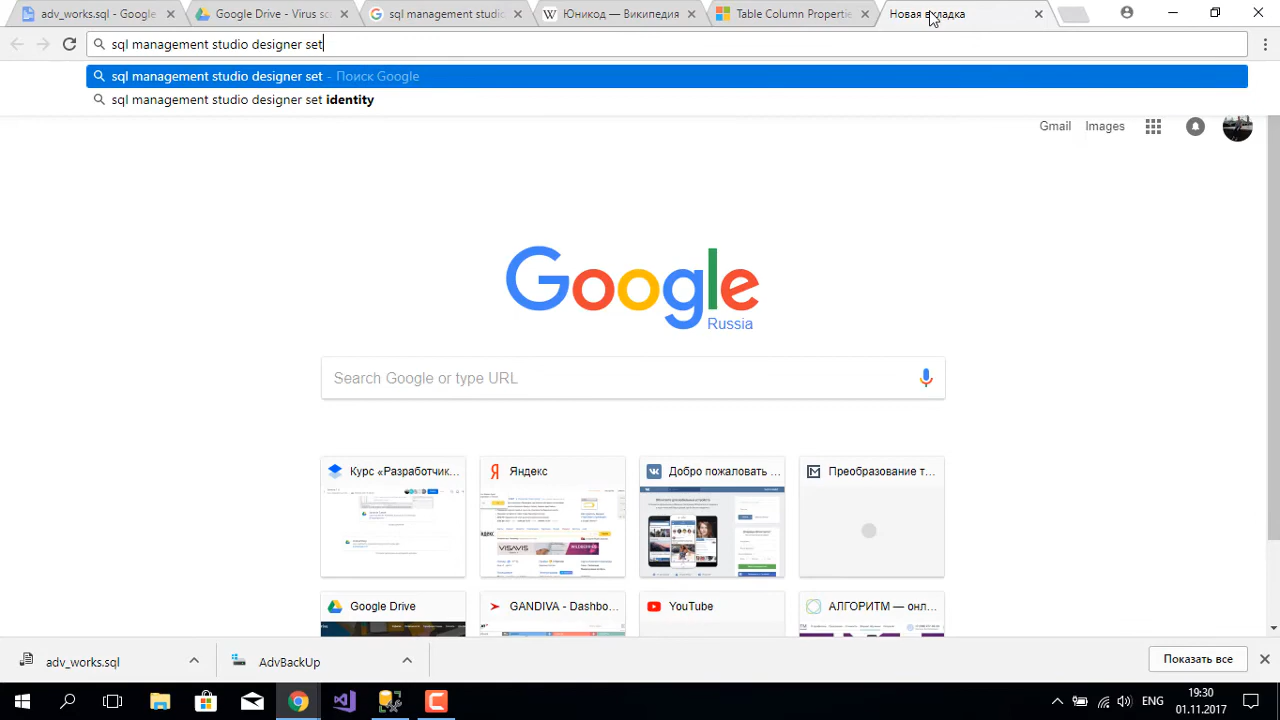 adv_works.sql - Google
Google Drive - Virus sc
sql management studi
Юникод — Википедия
Table Column Propertie
Новая вкладка
sql management studio designer set
sql management studio designer set - Поиск Google
sql management studio designer set identity
Gmail Images
Google
Russia
Search Google or type URL
Курс «Разработчик...
Яндекс
Добро пожаловать ...
Преобразование т...
Google Drive
GANDIVA - Dashbo...
YouTube
АЛГОРИТМ — онл...
adv_works.sql
AdvBackUp
Показать все
ENG
19:30
01.11.2017